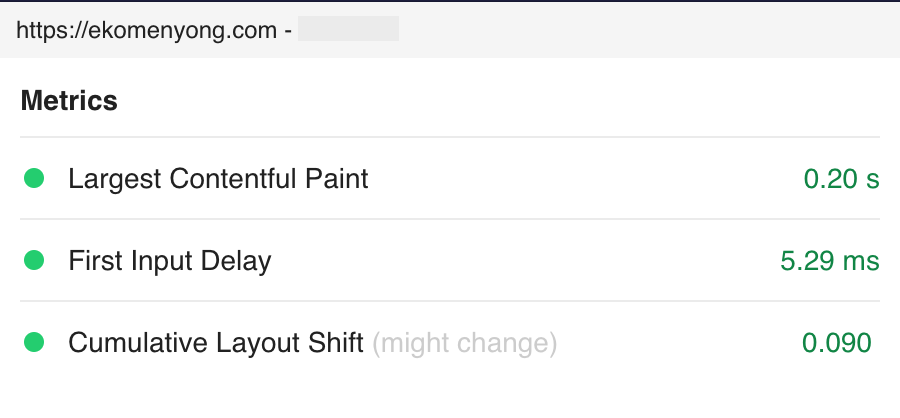 https://ekomenyong.com -
Metrics
Largest Contentful Paint 0.20 s
First Input Delay 5.29 ms
Cumulative Layout Shift (might change) 0.090